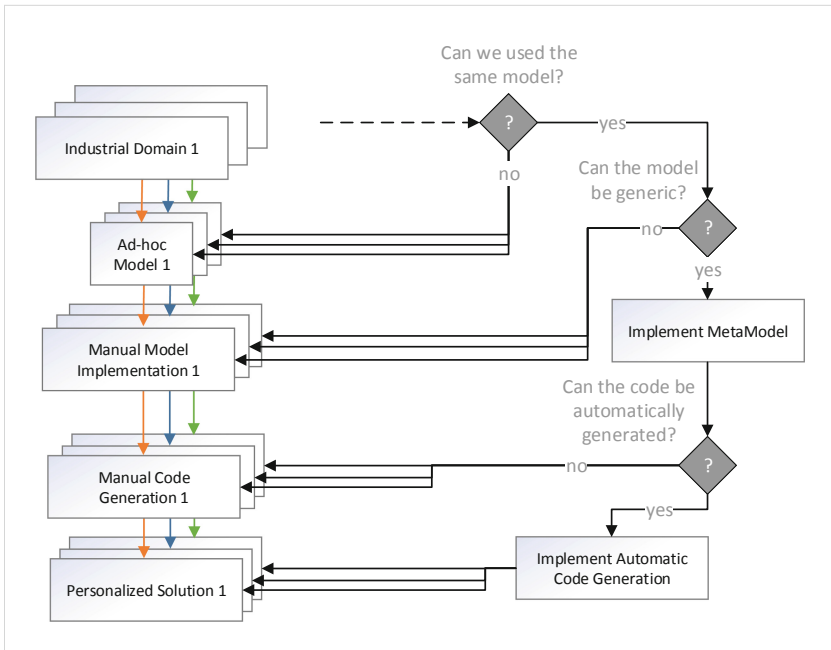 Can we used the
same model?
?
yes
no
Industrial Domain 1
Can the model
be generic?
?
no
yes
Ad-hoc
Model 1
Implement MetaModel
Manual Model
Implementation 1
Can the code be
automatically
generated?
?
no
yes
Manual Code
Generation 1
Implement Automatic
Code Generation
Personalized Solution 1